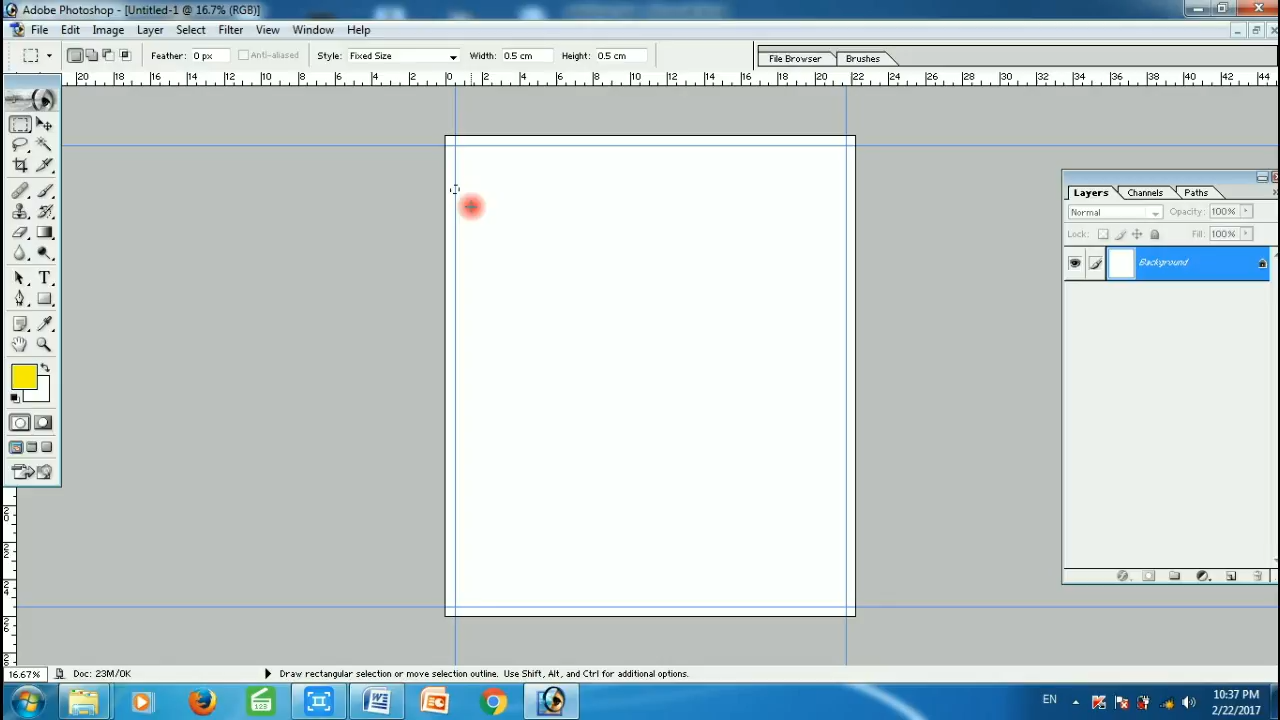 Adobe Photoshop - [Untitled-1 @ 16.7% (RGB)]
File Edit Image Layer Select Filter View Window Help
Feather: 0 px Anti-aliased Style: Fixed Size Width: 0.5 cm Height: 0.5 cm File Browser Brushes
20 18 16 14 12 10 8 6 4 2 0 2 4 6 8 10 12 14 16 18 20 22 24 26 28 30 32 34 36 38 40 42 44
Layers Channels Paths
Normal Opacity: 100%
Lock: Fill: 100%
Background
T
16.67% Doc: 23M/0K Draw rectangular selection or move selection outline. Use Shift, Alt, and Ctrl for additional options.
123
EN
10:37 PM
2/22/2017